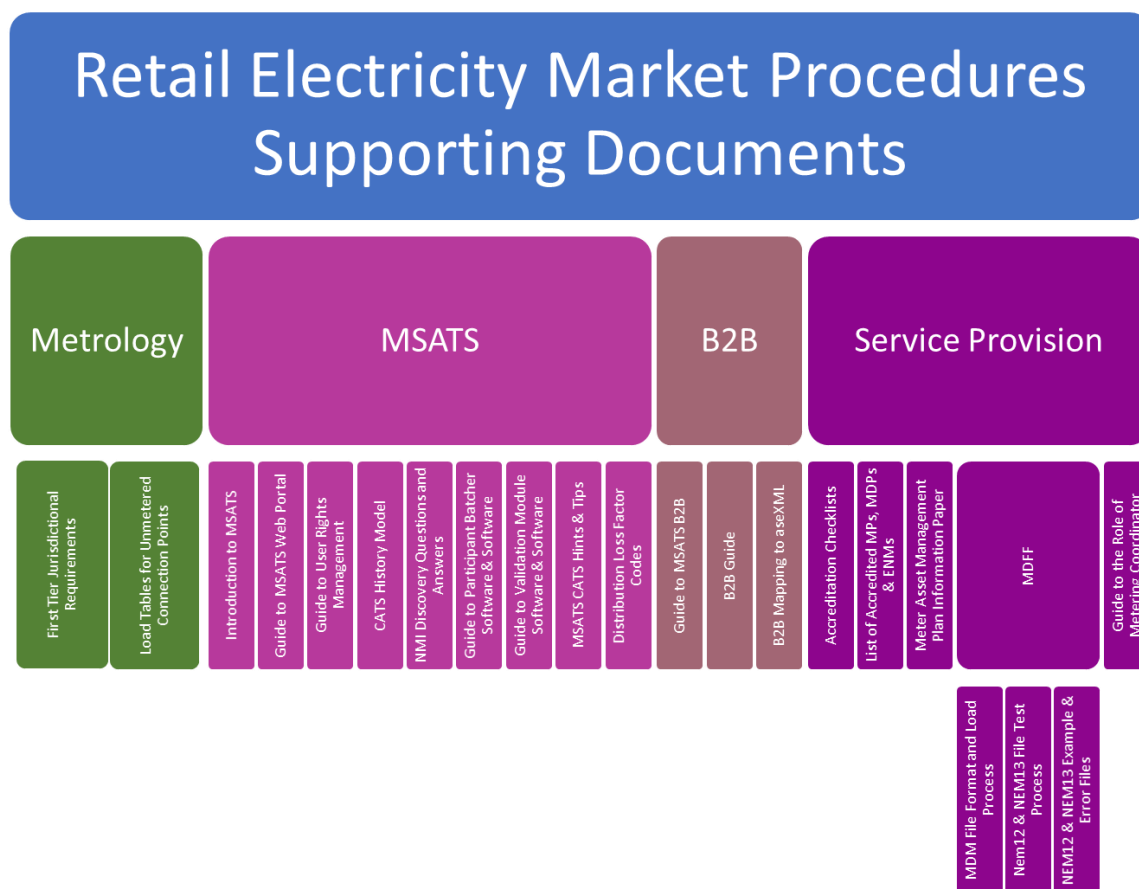 Retail Electricity Market Procedures
Supporting Documents
Metrology
MSATS
B2B
Service Provision
First Tier Jurisdictional
Requirements
Load Tables for Unmetered
Connection Points
Introduction to MSATS
Guide to MSATS Web Portal
Guide to User Rights
Management
CATS History Model
NMI Discovery Questions and
Answers
Guide to Participant Batcher
Software & Software
Guide to Validation Module
Software & Software
MSATS CATS Hints & Tips
Distribution Loss Factor
Codes
Guide to MSATS B2B
B2B Guide
B2B Mapping to aseXML
Accreditation Checklists
List of Accredited MPs, MDPs
& ENMs
Meter Asset Management
Plan Information Paper
MDFF
Guide to the Role of
Metering Coordinator
MDM File Format and Load
Process
Nem12 & NEM13 File Test
Process
NEM12 & NEM13 Example &
Error Files